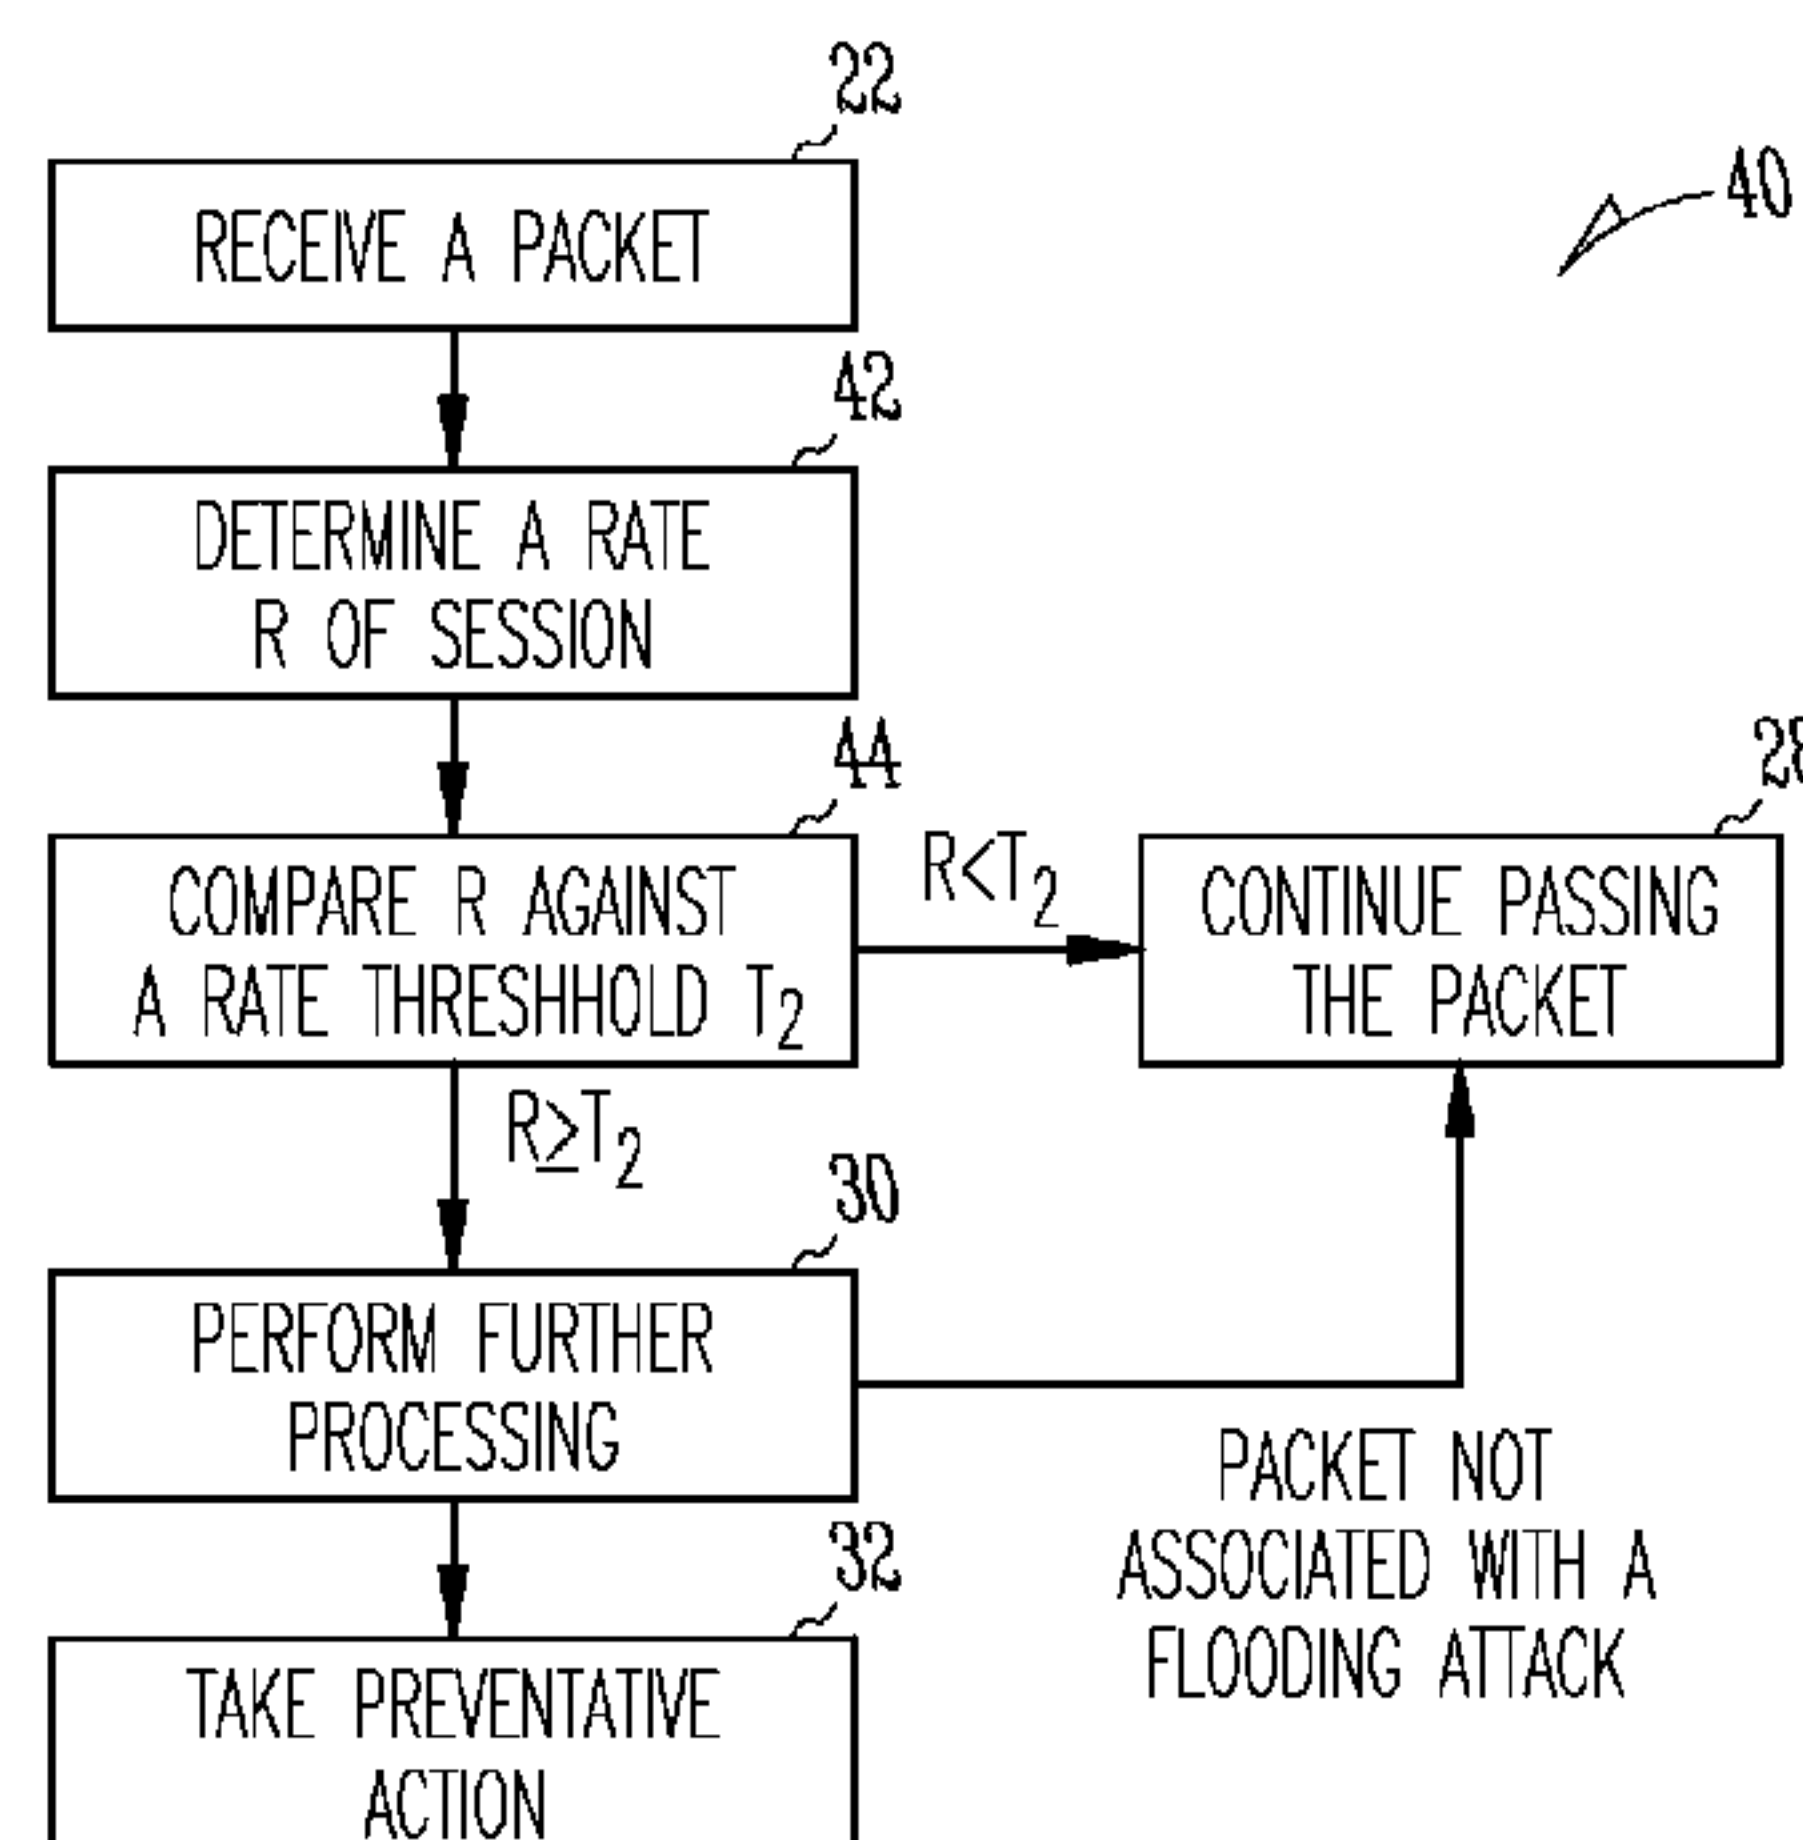 22
RECEIVE A PACKET
40
42
DETERMINE A RATE
R OF SESSION
44
COMPARE R AGAINST
A RATE THRESHHOLD T2
R<T2
28
CONTINUE PASSING
THE PACKET
R≥T2
30
PERFORM FURTHER
PROCESSING
PACKET NOT
ASSOCIATED WITH A
FLOODING ATTACK
32
TAKE PREVENTATIVE
ACTION